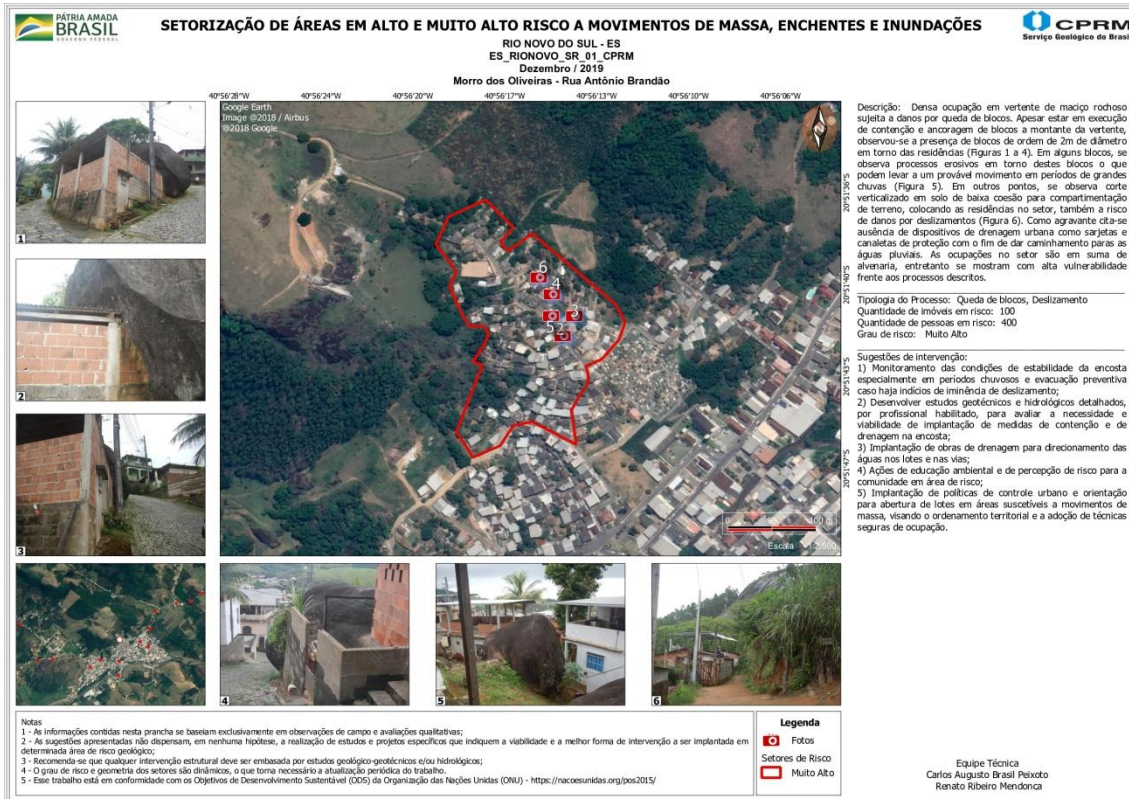 PÁTRIA AMADA
BRASIL
GOVERNO FEDERAL
SETORIZAÇÃO DE ÁREAS EM ALTO E MUITO ALTO RISCO A MOVIMENTOS DE MASSA, ENCHENTES E INUNDAÇÕES
CPRM
Serviço Geológico do Brasil
RIO NOVO DO SUL - ES
ES_RIONOVO_SR_01_CPRM
Dezembro / 2019
Morro dos Oliveiras - Rua Antônio Brandão
40°56'28"W 40°56'24"W 40°56'20"W 40°56'17"W 40°56'13"W 40°56'10"W 40°56'06"W
Google Earth
Image @2018 / Airbus
@2018 Google
20°51'36"S
20°51'40"S
20°51'43"S
20°51'47"S
6
4
3
5
2
Escala
1
2
3
4
5
6
Descrição: Densa ocupação em vertente de maciço rochoso
sujeita a danos por queda de blocos. Apesar estar em execução
de contenção e ancoragem de blocos a montante da vertente,
observou-se a presença de blocos de ordem de 2m de diâmetro
em torno das residências (Figuras 1 a 4). Em alguns blocos, se
observa processos erosivos em torno destes blocos o que
podem levar a um provável movimento em períodos de grandes
chuvas (Figura 5). Em outros pontos, se observa corte
verticalizado em solo de baixa coesão para compartimentação
de terreno, colocando as residências no setor, também a risco
de danos por deslizamentos (Figura 6). Como agravante cita-se
ausência de dispositivos de drenagem urbana como sarjetas e
canaletas de proteção com o fim de dar caminhamento paras as
águas pluviais. As ocupações no setor são em suma de
alvenaria, entretanto se mostram com alta vulnerabilidade
frente aos processos descritos.
Tipologia do Processo: Queda de blocos, Deslizamento
Quantidade de imóveis em risco: 100
Quantidade de pessoas em risco: 400
Grau de risco: Muito Alto
Sugestões de intervenção:
1) Monitoramento das condições de estabilidade da encosta
especialmente em períodos chuvosos e evacuação preventiva
caso haja indícios de iminência de deslizamento;
2) Desenvolver estudos geotécnicos e hidrológicos detalhados,
por profissional habilitado, para avaliar a necessidade e
viabilidade de implantação de medidas de contenção e de
drenagem na encosta;
3) Implantação de obras de drenagem para direcionamento das
águas nos lotes e nas vias;
4) Ações de educação ambiental e de percepção de risco para a
comunidade em área de risco;
5) Implantação de políticas de controle urbano e orientação
para abertura de lotes em áreas suscetíveis a movimentos de
massa, visando o ordenamento territorial e a adoção de técnicas
seguras de ocupação.
Notas
1 - As informações contidas nesta prancha se baseiam exclusivamente em observações de campo e avaliações qualitativas;
2 - As sugestões apresentadas não dispensam, em nenhuma hipótese, a realização de estudos e projetos específicos que indiquem a viabilidade e a melhor forma de intervenção a ser implantada em
determinada área de risco geológico;
3 - Recomenda-se que qualquer intervenção estrutural deve ser embasada por estudos geológico-geotécnicos e/ou hidrológicos;
4 - O grau de risco e geometria dos setores são dinâmicos, o que torna necessário a atualização periódica do trabalho.
5 - Esse trabalho está em conformidade com os Objetivos de Desenvolvimento Sustentável (ODS) da Organização das Nações Unidas (ONU) - https://nacoesunidas.org/pos2015/
Legenda
Fotos
Setores de Risco
Muito Alto
Equipe Técnica
Carlos Augusto Brasil Peixoto
Renato Ribeiro Mendonca